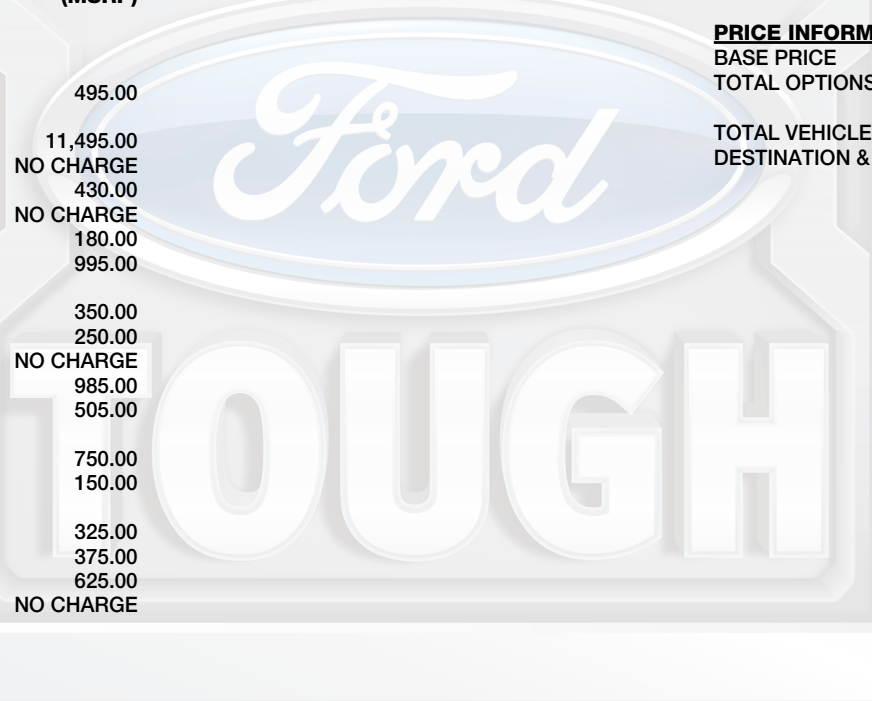 (MSRP)
495.00
11,495.00
NO CHARGE
430.00
NO CHARGE
180.00
995.00
350.00
250.00
NO CHARGE
985.00
505.00
750.00
150.00
325.00
375.00
625.00
NO CHARGE
PRICE INFORM
BASE PRICE
TOTAL OPTIONS
TOTAL VEHICLE
DESTINATION &
Ford
TOUGH